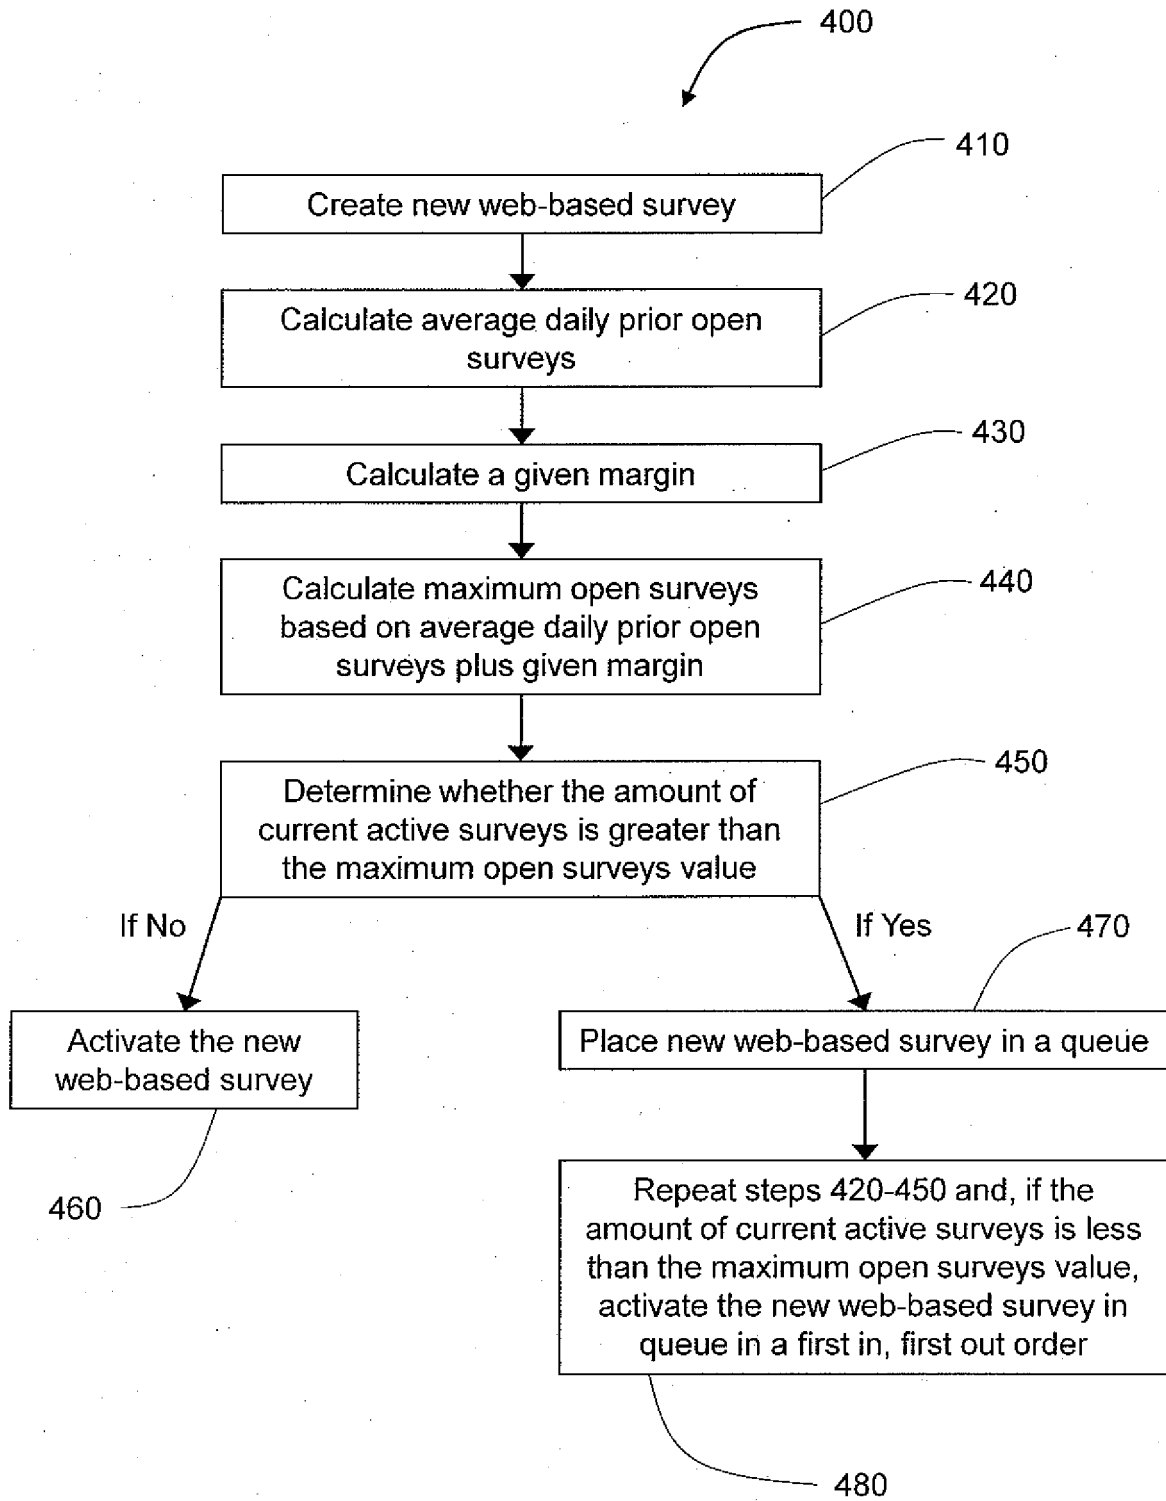 400
410
Create new web-based survey
420
Calculate average daily prior open
surveys
430
Calculate a given margin
440
Calculate maximum open surveys
based on average daily prior open
surveys plus given margin
450
Determine whether the amount of
current active surveys is greater than
the maximum open surveys value
If No
If Yes
470
Activate the new
web-based survey
Place new web-based survey in a queue
460
Repeat steps 420-450 and, if the
amount of current active surveys is less
than the maximum open surveys value,
activate the new web-based survey in
queue in a first in, first out order
480